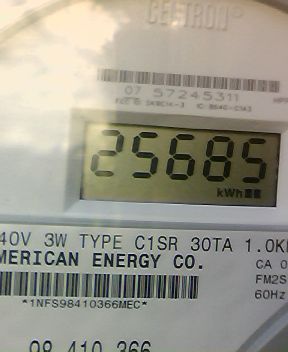 CELTRON
07 57245311
25685
kWh
40V 3W TYPE C1SR 30TA 1.0K
MERICAN ENERGY CO.
CA 0
FM2S
60Hz
*1NFS98410366MEC*
98 410 366